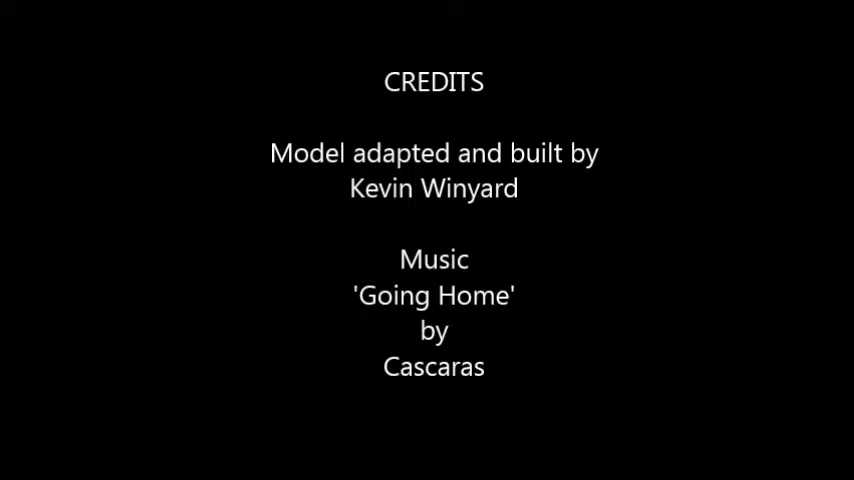 CREDITS
Model adapted and built by
Kevin Winyard
Music
'Going Home'
by
Cascaras